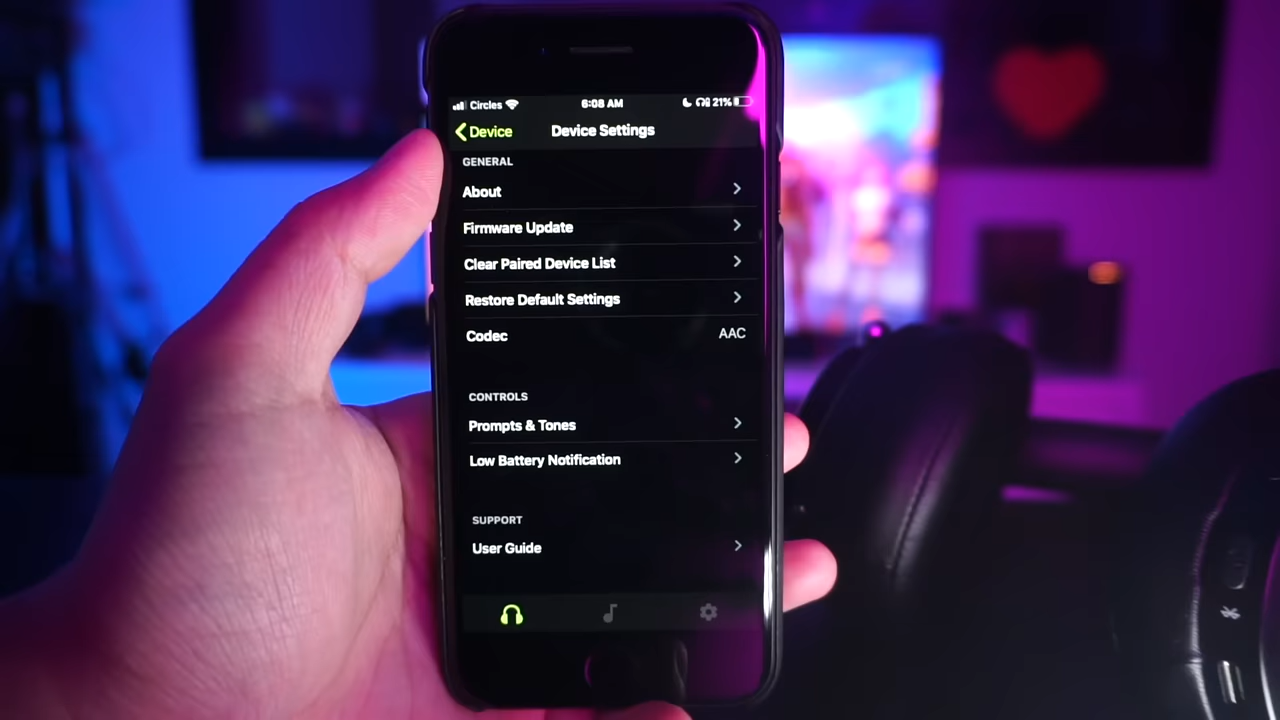 Circles 6:08 AM 21%
Device Device Settings
GENERAL
About
Firmware Update
Clear Paired Device List
Restore Default Settings
Codec AAC
CONTROLS
Prompts & Tones
Low Battery Notification
SUPPORT
User Guide